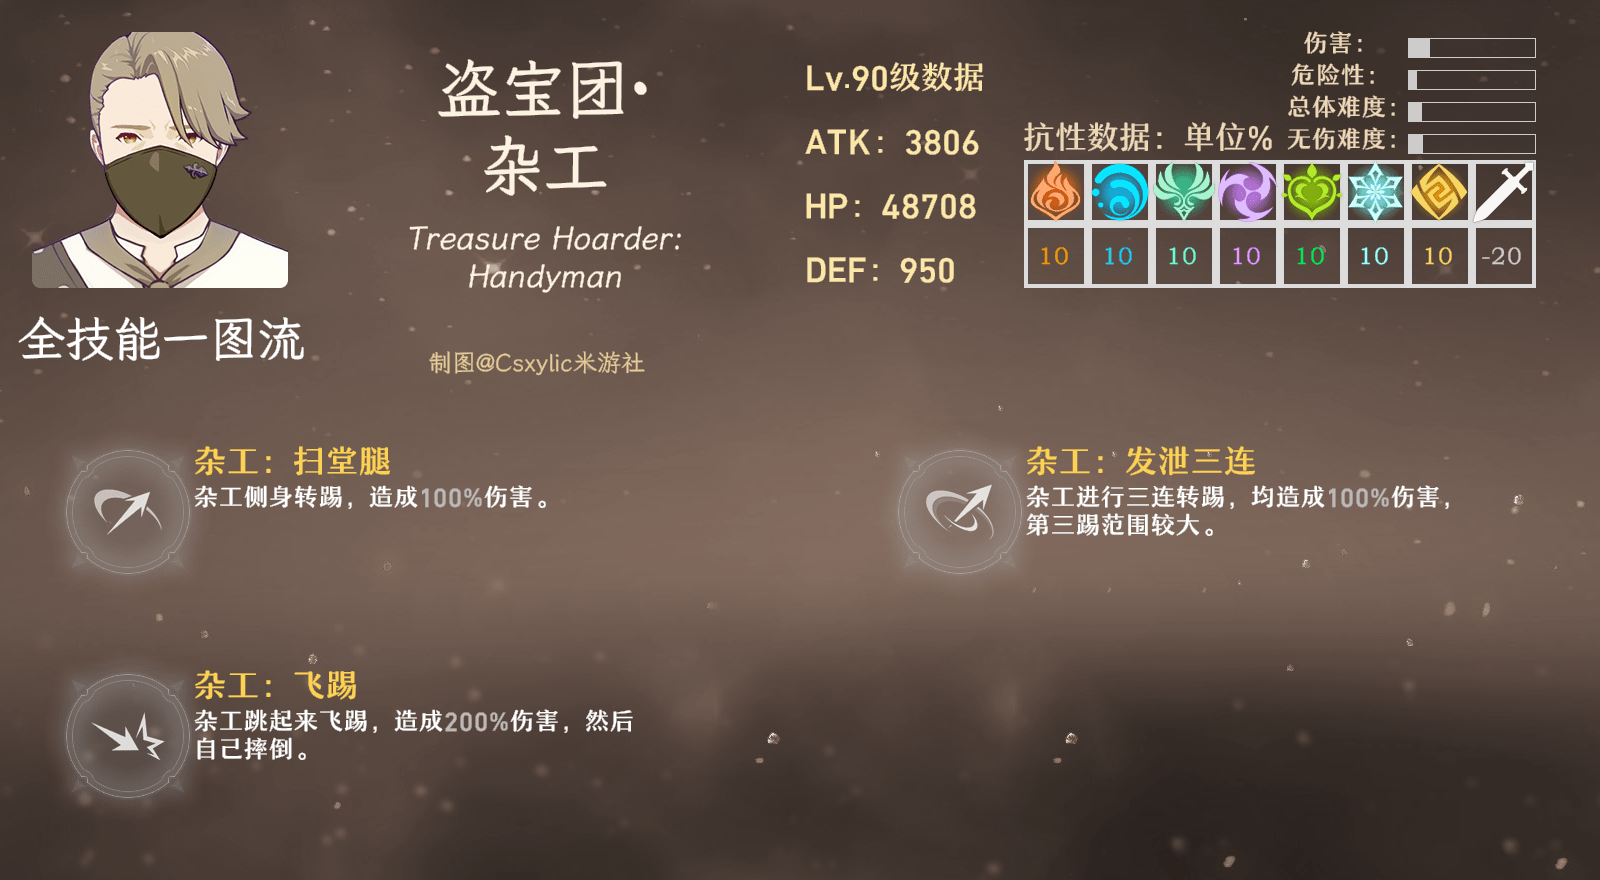 盗宝团·
杂工
Treasure Hoarder:
Handyman
全技能一图流
制图@Csxylic米游社
Lv.90级数据
ATK：3806
HP：48708
DEF：950
伤害：
危险性：
总体难度：
无伤难度：
抗性数据：单位%
10 10 10 10 10 10 10 -20
杂工：扫堂腿
杂工侧身转踢，造成100%伤害。
杂工：发泄三连
杂工进行三连转踢，均造成100%伤害，
第三踢范围较大。
杂工：飞踢
杂工跳起来飞踢，造成200%伤害，然后
自己摔倒。